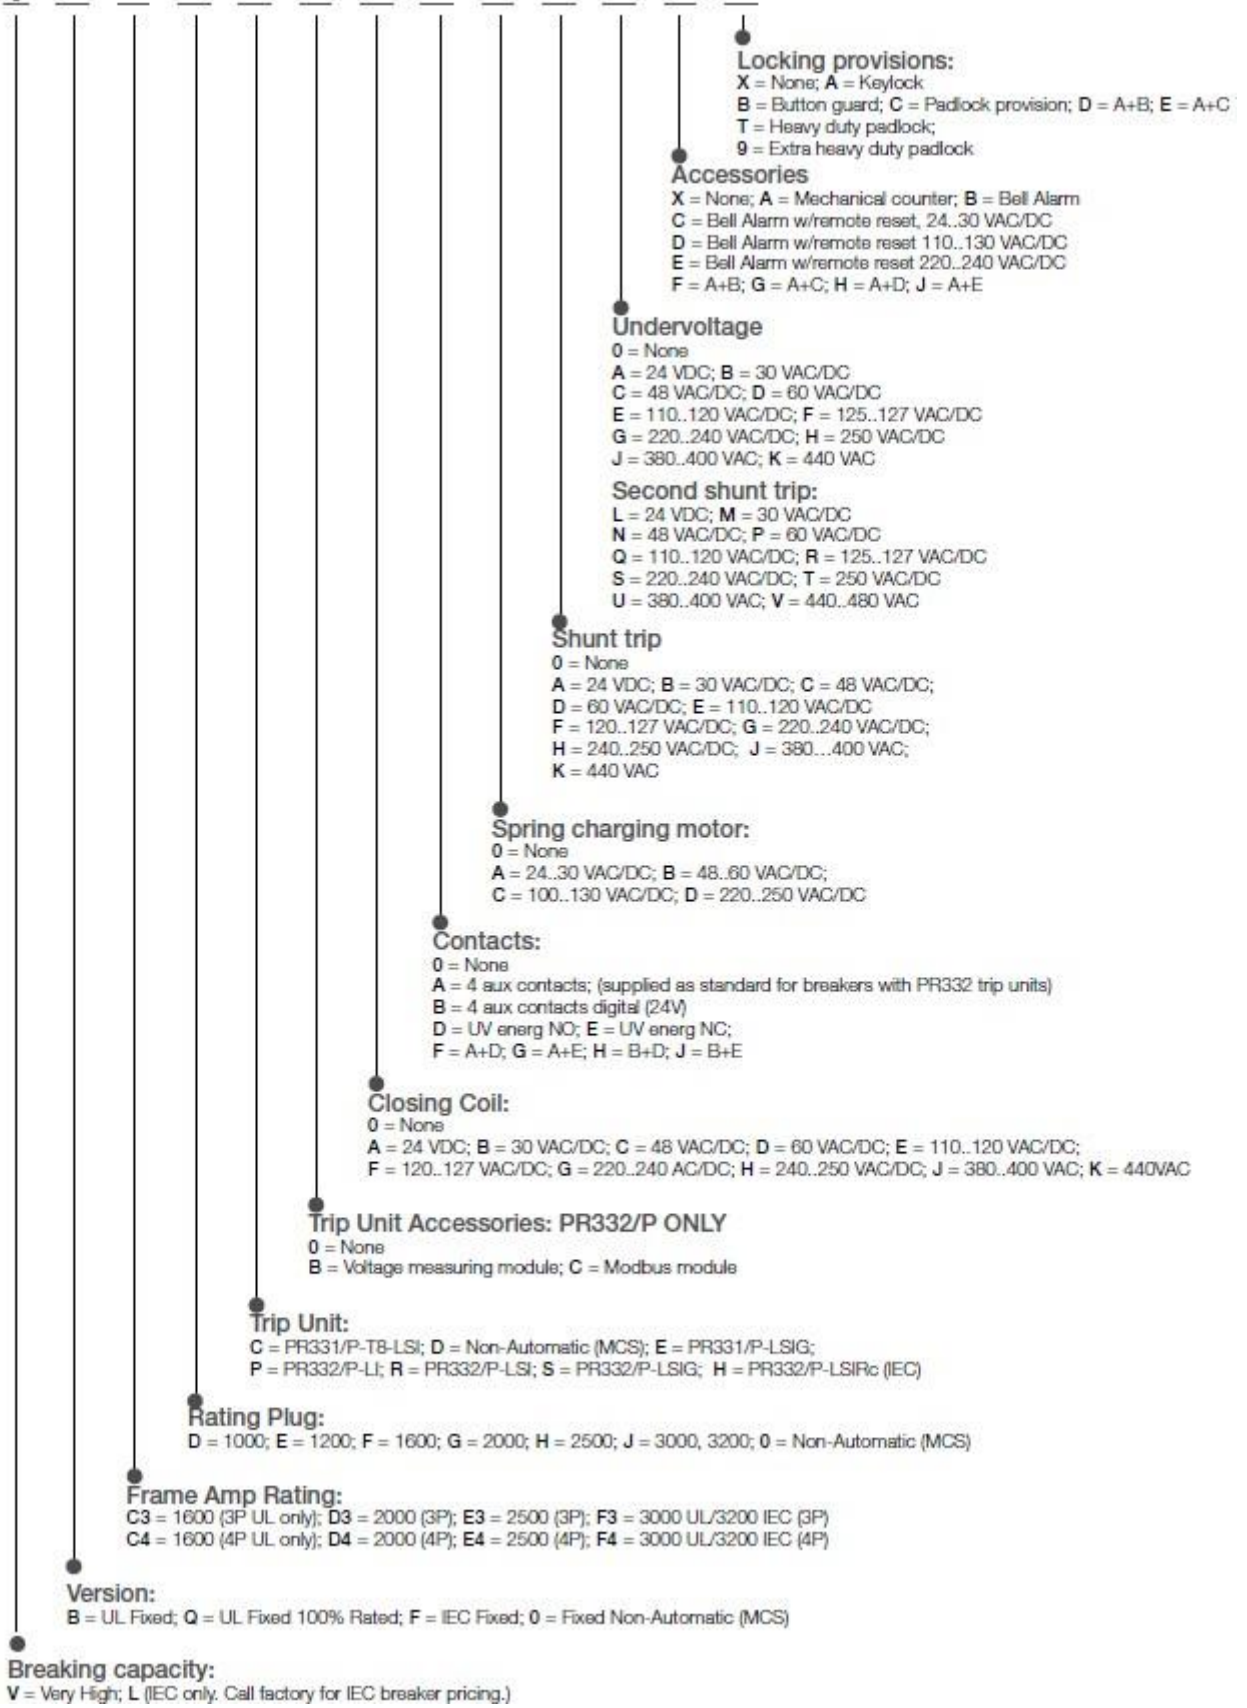 Locking provisions:
X = None; A = Keylock
B = Button guard; C = Padlock provision; D = A+B; E = A+C
T = Heavy duty padlock;
9 = Extra heavy duty padlock
Accessories
X = None; A = Mechanical counter; B = Bell Alarm
C = Bell Alarm w/remote reset, 24..30 VAC/DC
D = Bell Alarm w/remote reset 110..130 VAC/DC
E = Bell Alarm w/remote reset 220..240 VAC/DC
F = A+B; G = A+C; H = A+D; J = A+E
Undervoltage
0 = None
A = 24 VDC; B = 30 VAC/DC
C = 48 VAC/DC; D = 60 VAC/DC
E = 110..120 VAC/DC; F = 125..127 VAC/DC
G = 220..240 VAC/DC; H = 250 VAC/DC
J = 380..400 VAC; K = 440 VAC
Second shunt trip:
L = 24 VDC; M = 30 VAC/DC
N = 48 VAC/DC; P = 60 VAC/DC
Q = 110..120 VAC/DC; R = 125..127 VAC/DC
S = 220..240 VAC/DC; T = 250 VAC/DC
U = 380..400 VAC; V = 440..480 VAC
Shunt trip
0 = None
A = 24 VDC; B = 30 VAC/DC; C = 48 VAC/DC;
D = 60 VAC/DC; E = 110..120 VAC/DC
F = 120..127 VAC/DC; G = 220..240 VAC/DC;
H = 240..250 VAC/DC; J = 380...400 VAC;
K = 440 VAC
Spring charging motor:
0 = None
A = 24..30 VAC/DC; B = 48..60 VAC/DC;
C = 100..130 VAC/DC; D = 220..250 VAC/DC
Contacts:
0 = None
A = 4 aux contacts; (supplied as standard for breakers with PR332 trip units)
B = 4 aux contacts digital (24V)
D = UV energ NO; E = UV energ NC;
F = A+D; G = A+E; H = B+D; J = B+E
Closing Coil:
0 = None
A = 24 VDC; B = 30 VAC/DC; C = 48 VAC/DC; D = 60 VAC/DC; E = 110..120 VAC/DC;
F = 120..127 VAC/DC; G = 220..240 AC/DC; H = 240..250 VAC/DC; J = 380..400 VAC; K = 440VAC
Trip Unit Accessories: PR332/P ONLY
0 = None
B = Voltage measuring module; C = Modbus module
Trip Unit:
C = PR331/P-T8-LSI; D = Non-Automatic (MCS); E = PR331/P-LSIG;
P = PR332/P-LI; R = PR332/P-LSI; S = PR332/P-LSIG; H = PR332/P-LSIRc (IEC)
Rating Plug:
D = 1000; E = 1200; F = 1600; G = 2000; H = 2500; J = 3000, 3200; 0 = Non-Automatic (MCS)
Frame Amp Rating:
C3 = 1600 (3P UL only); D3 = 2000 (3P); E3 = 2500 (3P); F3 = 3000 UL/3200 IEC (3P)
C4 = 1600 (4P UL only); D4 = 2000 (4P); E4 = 2500 (4P); F4 = 3000 UL/3200 IEC (4P)
Version:
B = UL Fixed; Q = UL Fixed 100% Rated; F = IEC Fixed; 0 = Fixed Non-Automatic (MCS)
Breaking capacity:
V = Very High; L (IEC only. Call factory for IEC breaker pricing.)